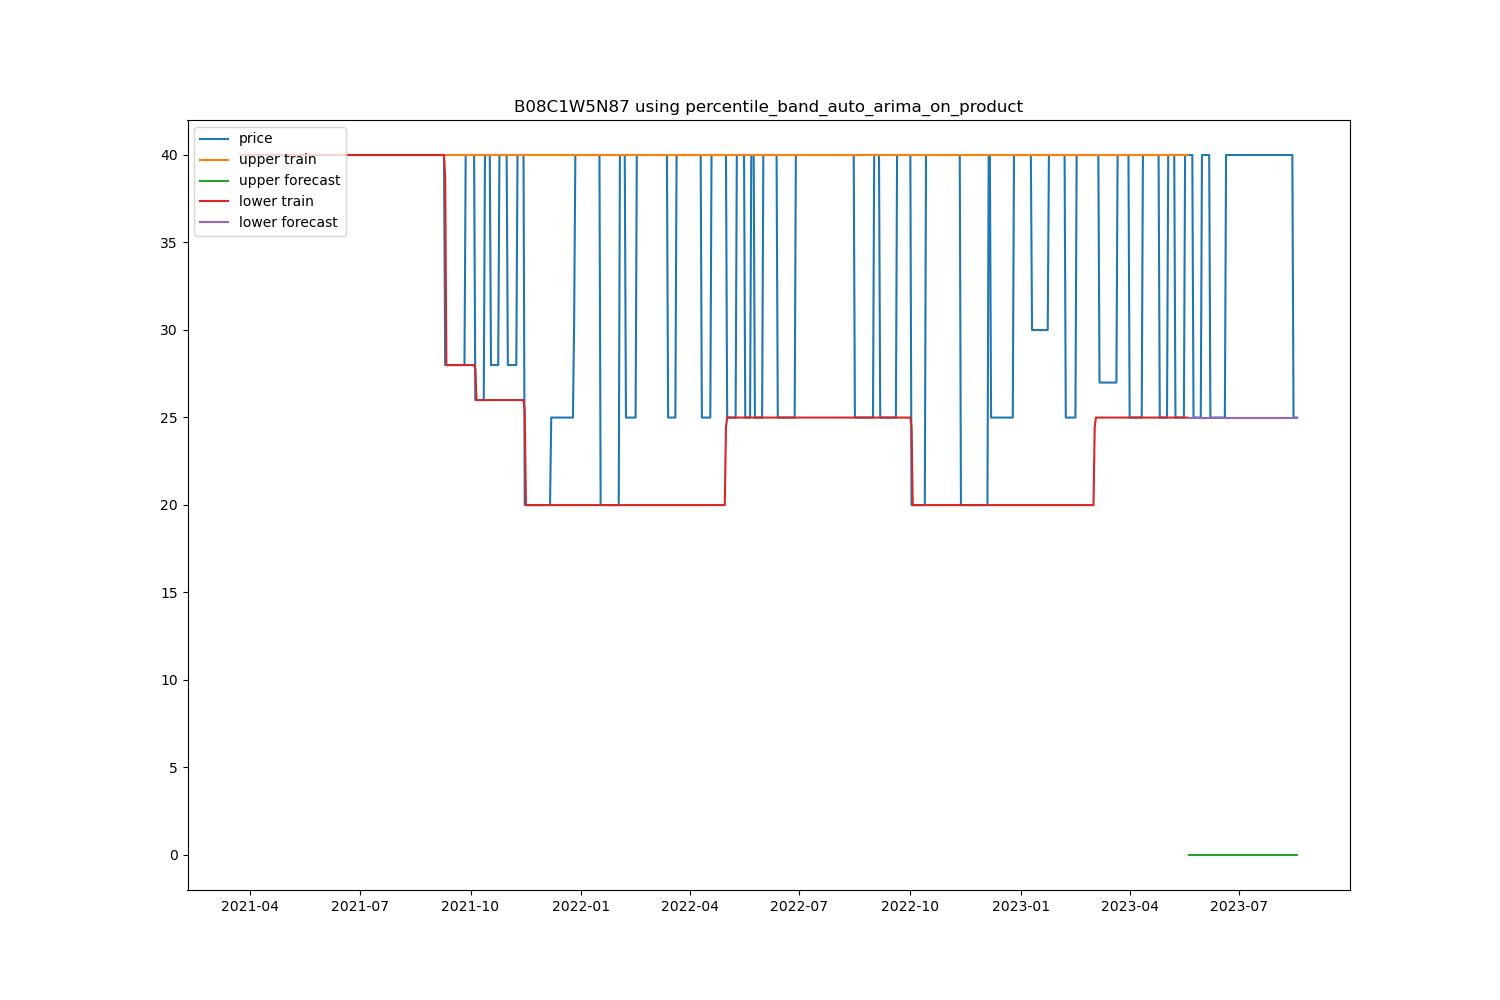 B08C1W5N87 using percentile_band_auto_arima_on_product
price
upper train
upper forecast
lower train
lower forecast
40
35
30
25
20
15
10
5
0
2021-04 2021-07 2021-10 2022-01 2022-04 2022-07 2022-10 2023-01 2023-04 2023-07